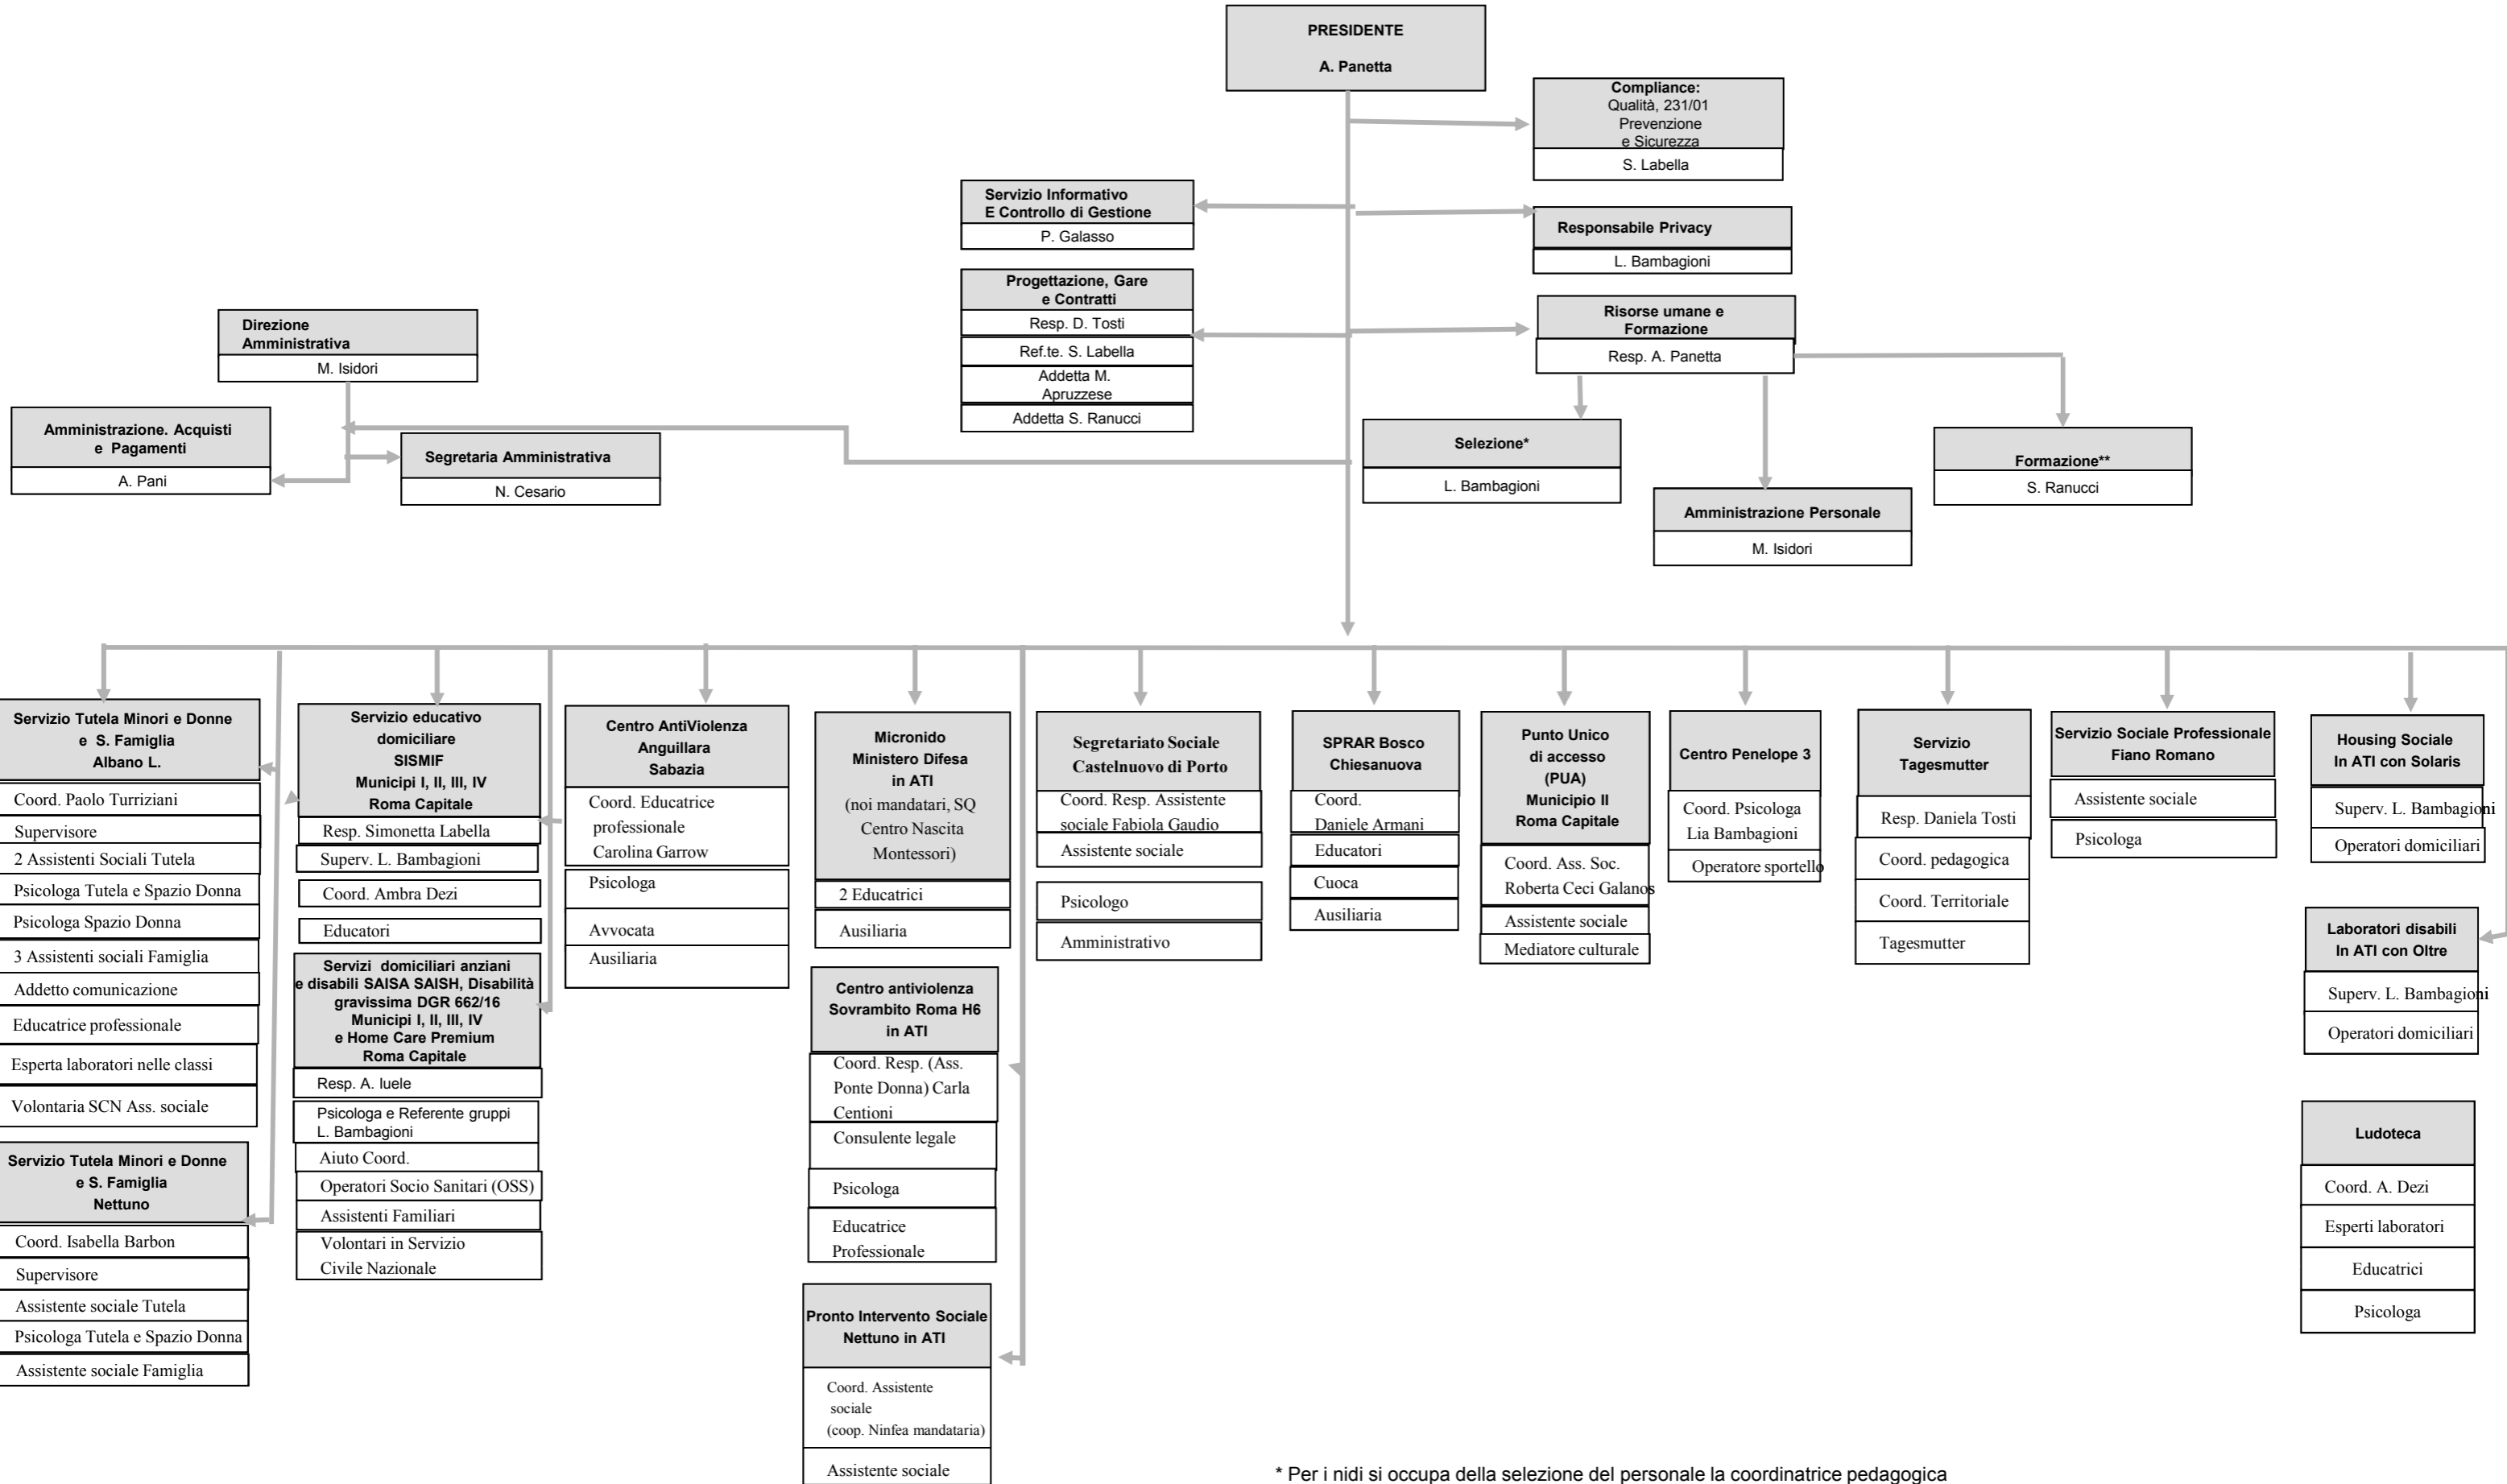 PRESIDENTE
A. Panetta
Compliance:
Qualità, 231/01
Prevenzione
e Sicurezza
S. Labella
Servizio Informativo
E Controllo di Gestione
P. Galasso
Responsabile Privacy
L. Bambagioni
Progettazione, Gare
e Contratti
Resp. D. Tosti
Ref.te. S. Labella
Addetta M.
Apruzzese
Addetta S. Ranucci
Risorse umane e
Formazione
Resp. A. Panetta
Direzione
Amministrativa
M. Isidori
Amministrazione. Acquisti
e Pagamenti
A. Pani
Segretaria Amministrativa
N. Cesario
Selezione*
L. Bambagioni
Formazione**
S. Ranucci
Amministrazione Personale
M. Isidori
Servizio Tutela Minori e Donne
e S. Famiglia
Albano L.
Coord. Paolo Turriziani
Supervisore
2 Assistenti Sociali Tutela
Psicologa Tutela e Spazio Donna
Psicologa Spazio Donna
3 Assistenti sociali Famiglia
Addetto comunicazione
Educatrice professionale
Esperta laboratori nelle classi
Volontaria SCN Ass. sociale
Servizio Tutela Minori e Donne
e S. Famiglia
Nettuno
Coord. Isabella Barbon
Supervisore
Assistente sociale Tutela
Psicologa Tutela e Spazio Donna
Assistente sociale Famiglia
Servizio educativo
domiciliare
SISMIF
Municipi I, II, III, IV
Roma Capitale
Resp. Simonetta Labella
Superv. L. Bambagioni
Coord. Ambra Dezi
Educatori
Servizi domiciliari anziani
e disabili SAISA SAISH, Disabilità
gravissima DGR 662/16
Municipi I, II, III, IV
e Home Care Premium
Roma Capitale
Resp. A. Iuele
Psicologa e Referente gruppi
L. Bambagioni
Aiuto Coord.
Operatori Socio Sanitari (OSS)
Assistenti Familiari
Volontari in Servizio
Civile Nazionale
Centro AntiViolenza
Anguillara
Sabazia
Coord. Educatrice
professionale
Carolina Garrow
Psicologa
Avvocata
Ausiliaria
Micronido
Ministero Difesa
in ATI
(noi mandatari, SQ
Centro Nascita
Montessori)
2 Educatrici
Ausiliaria
Centro antiviolenza
Sovrambito Roma H6
in ATI
Coord. Resp. (Ass.
Ponte Donna) Carla
Centioni
Consulente legale
Psicologa
Educatrice
Professionale
Pronto Intervento Sociale
Nettuno in ATI
Coord. Assistente
sociale
(coop. Ninfea mandataria)
Assistente sociale
Segretariato Sociale
Castelnuovo di Porto
Coord. Resp. Assistente
sociale Fabiola Gaudio
Assistente sociale
Psicologo
Amministrativo
SPRAR Bosco
Chiesanuova
Coord.
Daniele Armani
Educatori
Cuoca
Ausiliaria
Punto Unico
di accesso
(PUA)
Municipio II
Roma Capitale
Coord. Ass. Soc.
Roberta Ceci Galanos
Assistente sociale
Mediatore culturale
Centro Penelope 3
Coord. Psicologa
Lia Bambagioni
Operatore sportello
Servizio
Tagesmutter
Resp. Daniela Tosti
Coord. pedagogica
Coord. Territoriale
Tagesmutter
Servizio Sociale Professionale
Fiano Romano
Assistente sociale
Psicologa
Housing Sociale
In ATI con Solaris
Superv. L. Bambagioni
Operatori domiciliari
Laboratori disabili
In ATI con Oltre
Superv. L. Bambagioni
Operatori domiciliari
Ludoteca
Coord. A. Dezi
Esperti laboratori
Educatrici
Psicologa
* Per i nidi si occupa della selezione del personale la coordinatrice pedagogica